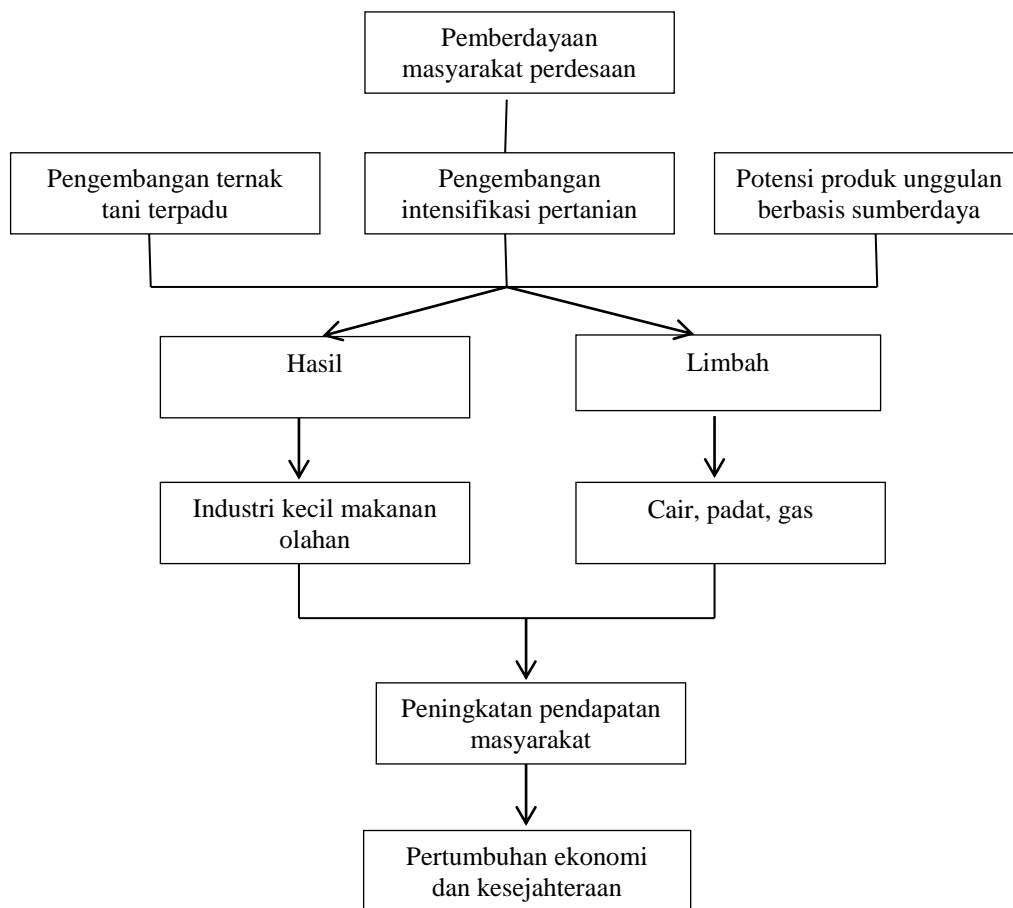 Pemberdayaan
masyarakat perdesaan
Pengembangan ternak
tani terpadu
Pengembangan
intensifikasi pertanian
Potensi produk unggulan
berbasis sumberdaya
Hasil
Limbah
Industri kecil makanan
olahan
Cair, padat, gas
Peningkatan pendapatan
masyarakat
Pertumbuhan ekonomi
dan kesejahteraan